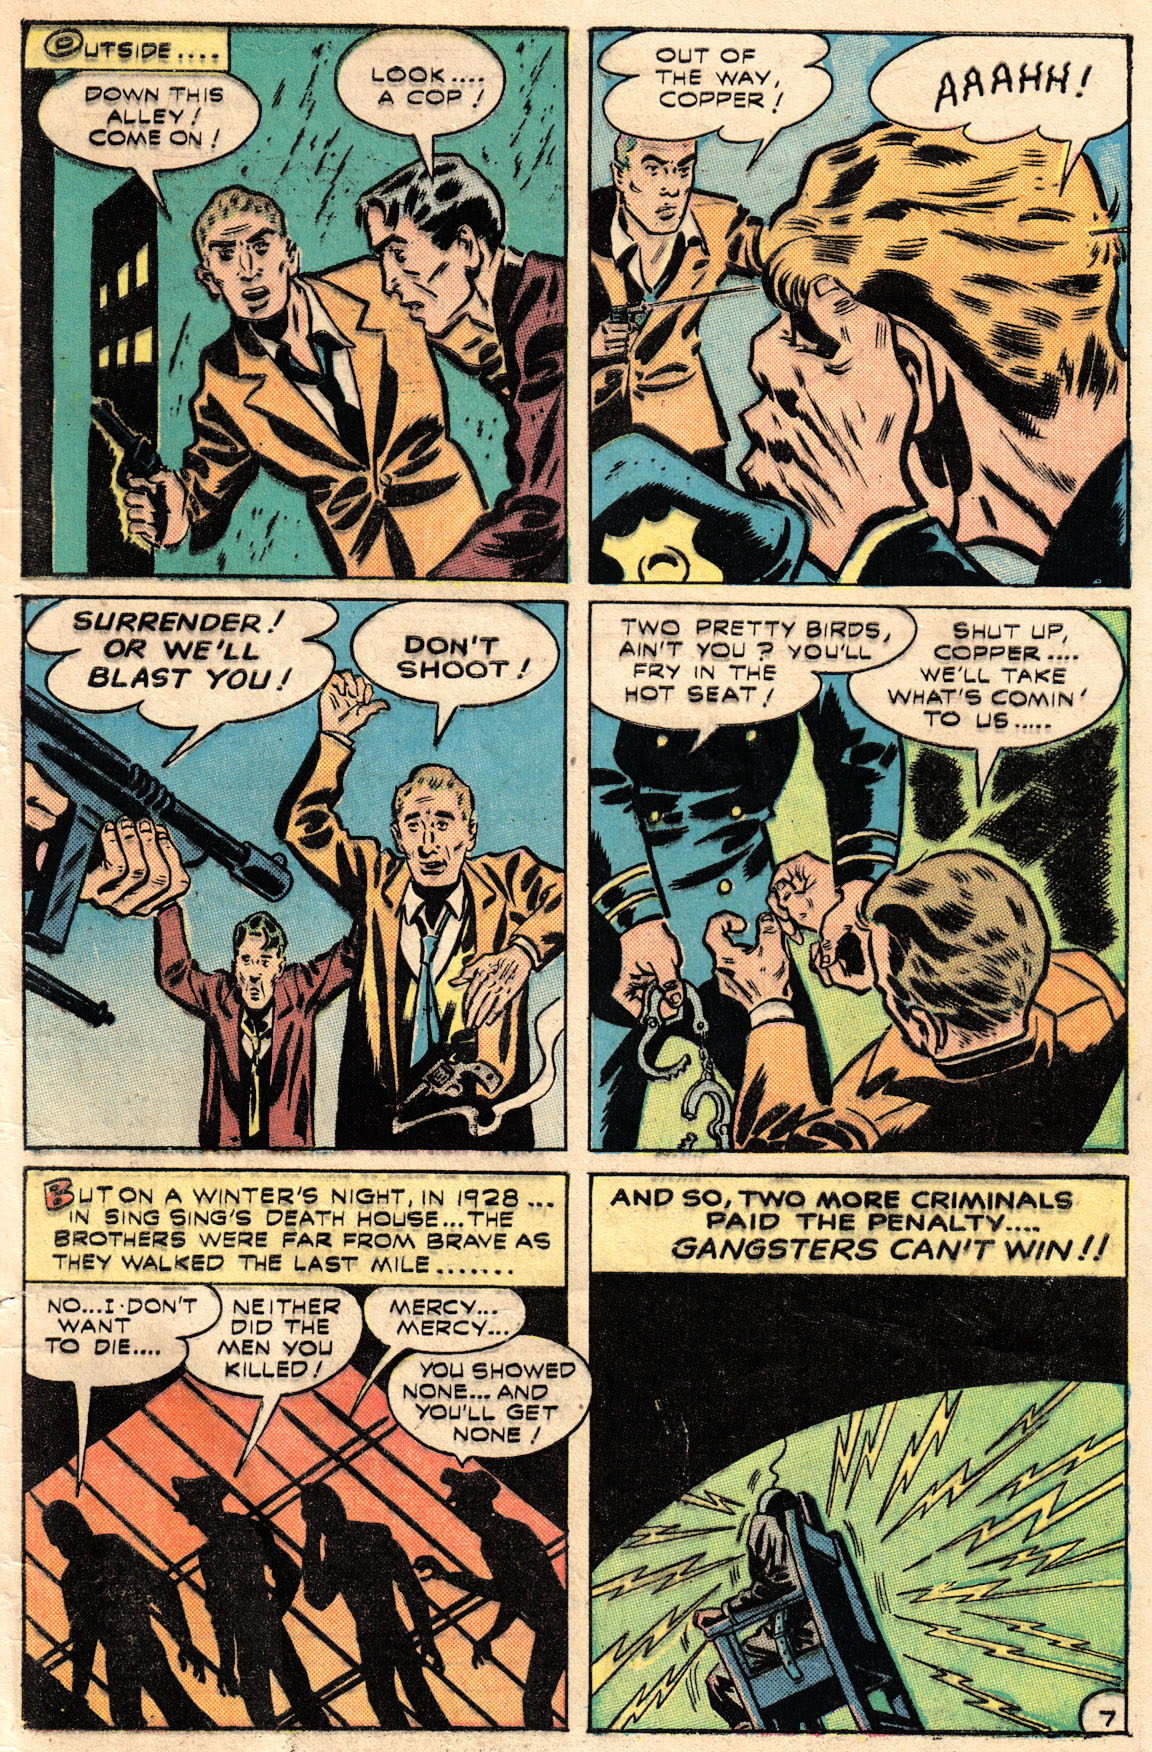 OUTSIDE....
DOWN THIS
ALLEY!
COME ON!
LOOK....
A COP!
OUT OF
THE WAY,
COPPER!
AAAHH!
SURRENDER!
OR WE'LL
BLAST YOU!
DON'T
SHOOT!
TWO PRETTY BIRDS,
AIN'T YOU? YOU'LL
FRY IN THE
HOT SEAT!
SHUT UP,
COPPER....
WE'LL TAKE
WHAT'S COMIN'
TO US.....
BUT ON A WINTER'S NIGHT, IN 1928...
IN SING SING'S DEATH HOUSE...THE
BROTHERS WERE FAR FROM BRAVE AS
THEY WALKED THE LAST MILE.......
NO...I-DON'T
WANT
TO DIE....
NEITHER
DID THE
MEN YOU
KILLED!
MERCY...
MERCY...
YOU SHOWED
NONE...AND
YOU'LL GET
NONE!
AND SO, TWO MORE CRIMINALS
PAID THE PENALTY....
GANGSTERS CAN'T WIN!!
7